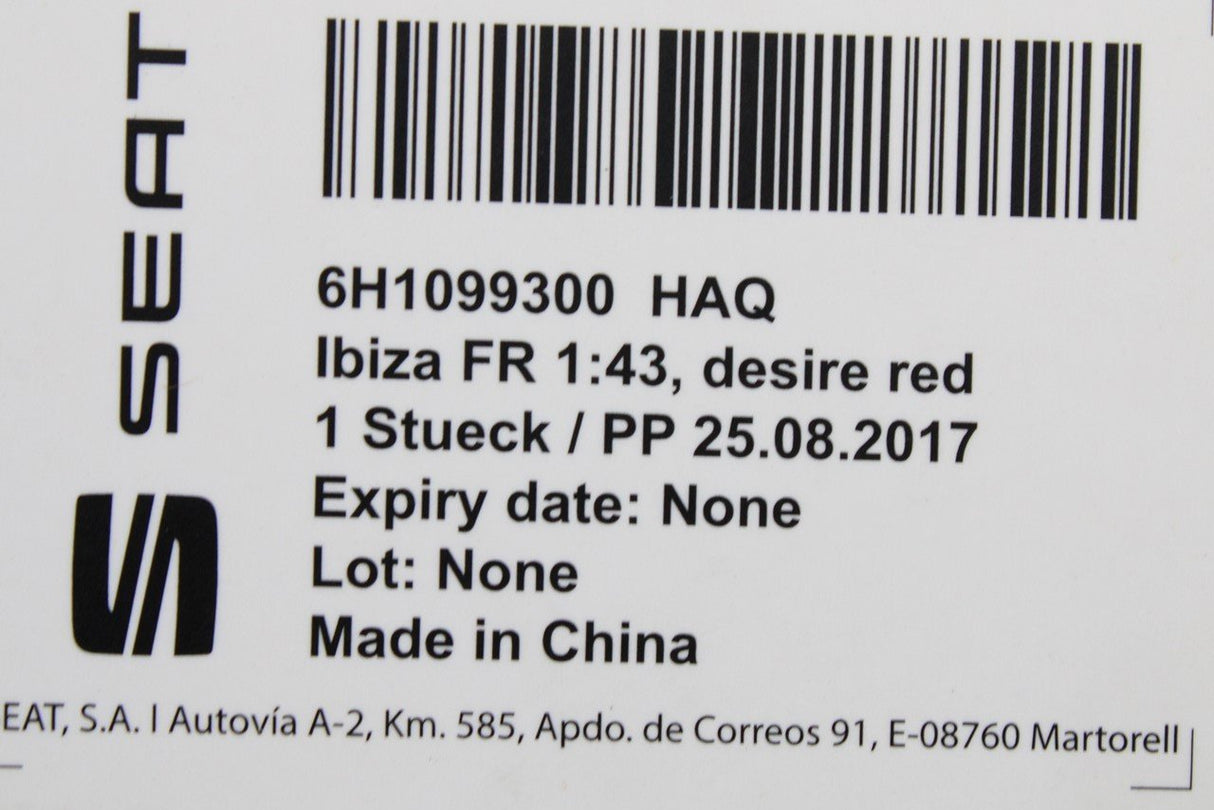 SEAT
6H1099300 HAQ
Ibiza FR 1:43, desire red
1 Stueck / PP 25.08.2017
Expiry date: None
Lot: None
Made in China
EAT, S.A. I Autovía A-2, Km. 585, Apdo. de Correos 91, E-08760 Martorell